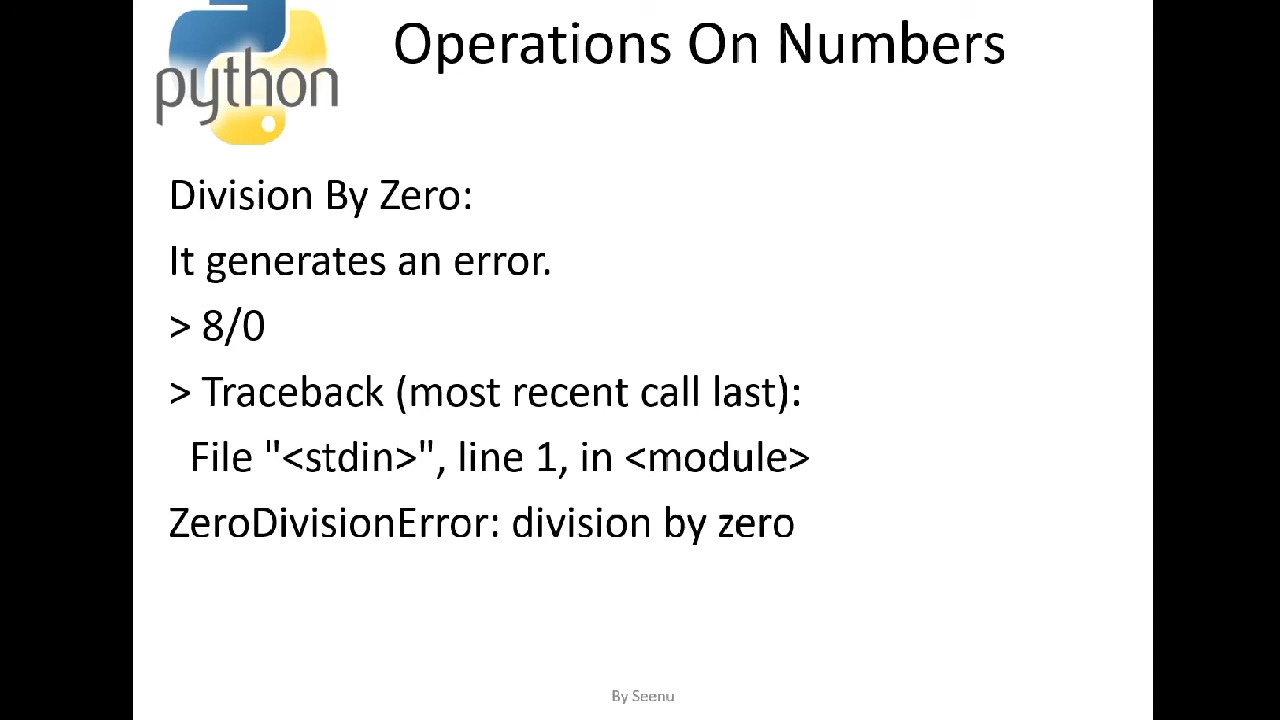 python
Operations On Numbers
Division By Zero:
It generates an error.
> 8/0
> Traceback (most recent call last):
File "<stdin>", line 1, in <module>
ZeroDivisionError: division by zero
By Seenu